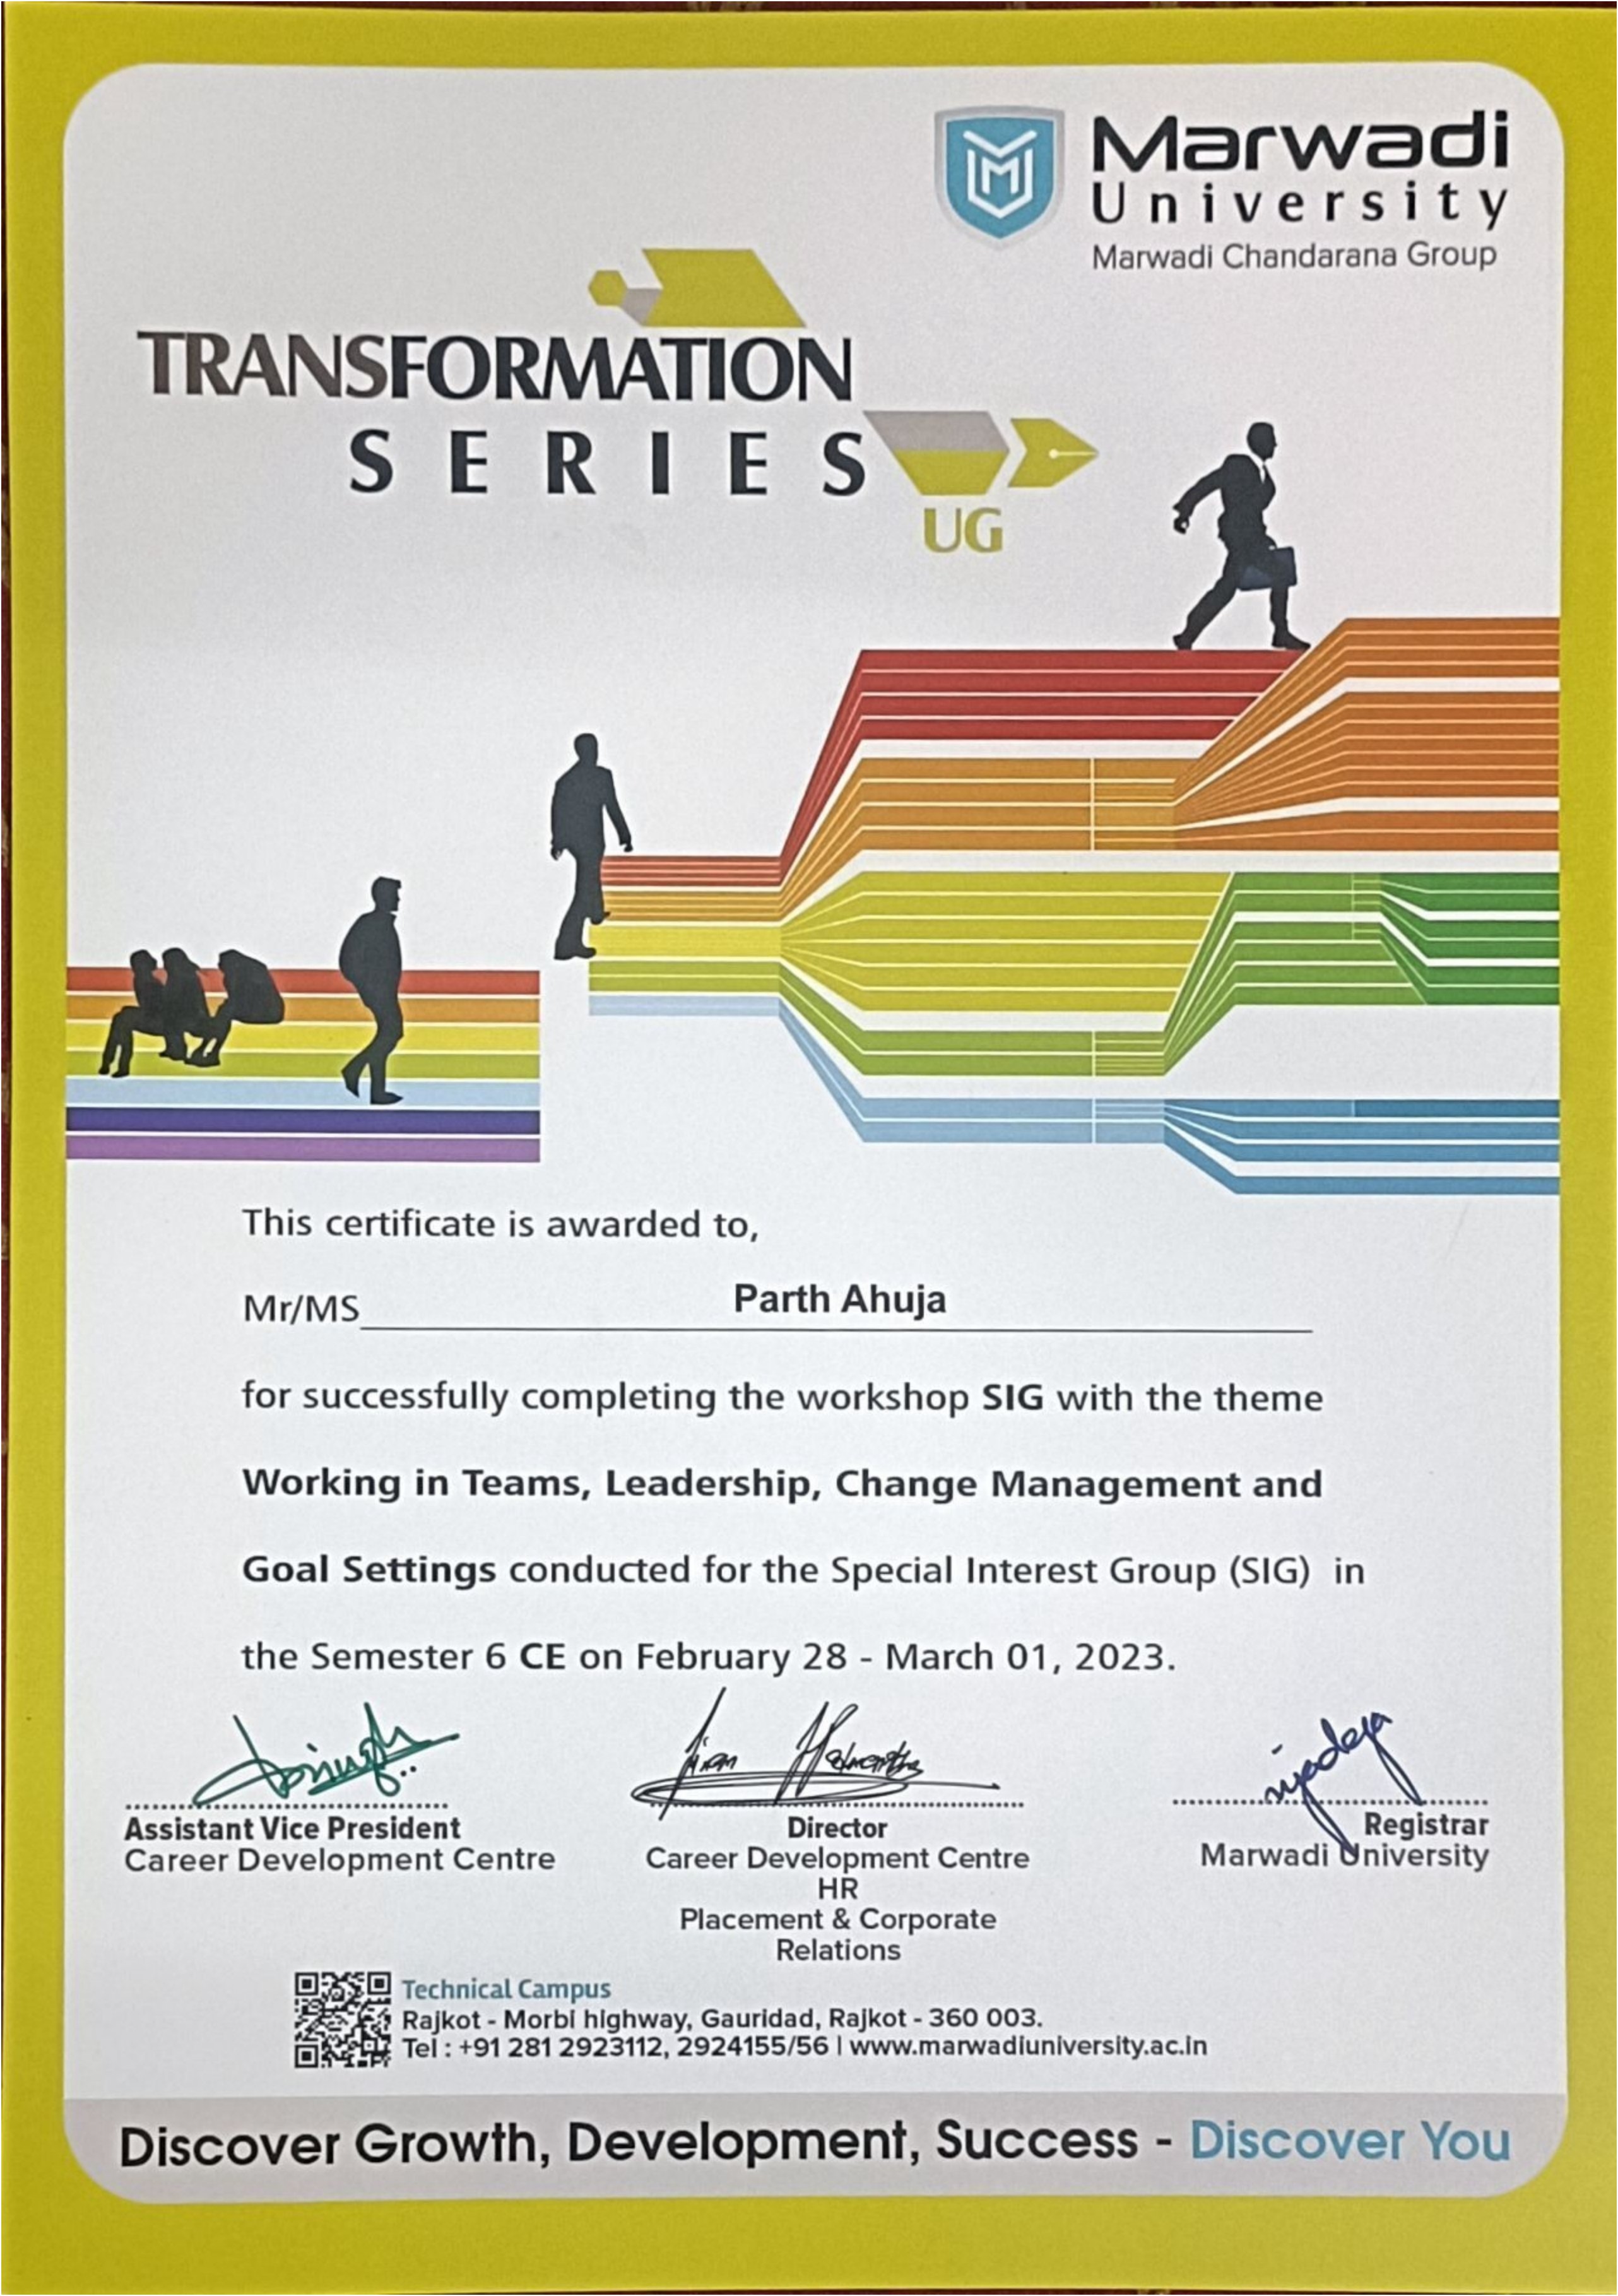 Marwadi
University
Marwadi Chandarana Group
TRANSFORMATION
SERIES
UG
This certificate is awarded to,
Mr/MS Parth Ahuja
for successfully completing the workshop SIG with the theme
Working in Teams, Leadership, Change Management and
Goal Settings conducted for the Special Interest Group (SIG) in
the Semester 6 CE on February 28 - March 01, 2023.
Assistant Vice President
Career Development Centre
Director
Career Development Centre
HR
Placement & Corporate
Relations
Registrar
Marwadi University
Technical Campus
Rajkot - Morbi highway, Gauridad, Rajkot - 360 003.
Tel : +91 281 2923112, 2924155/56 | www.marwadiuniversity.ac.in
Discover Growth, Development, Success - Discover You